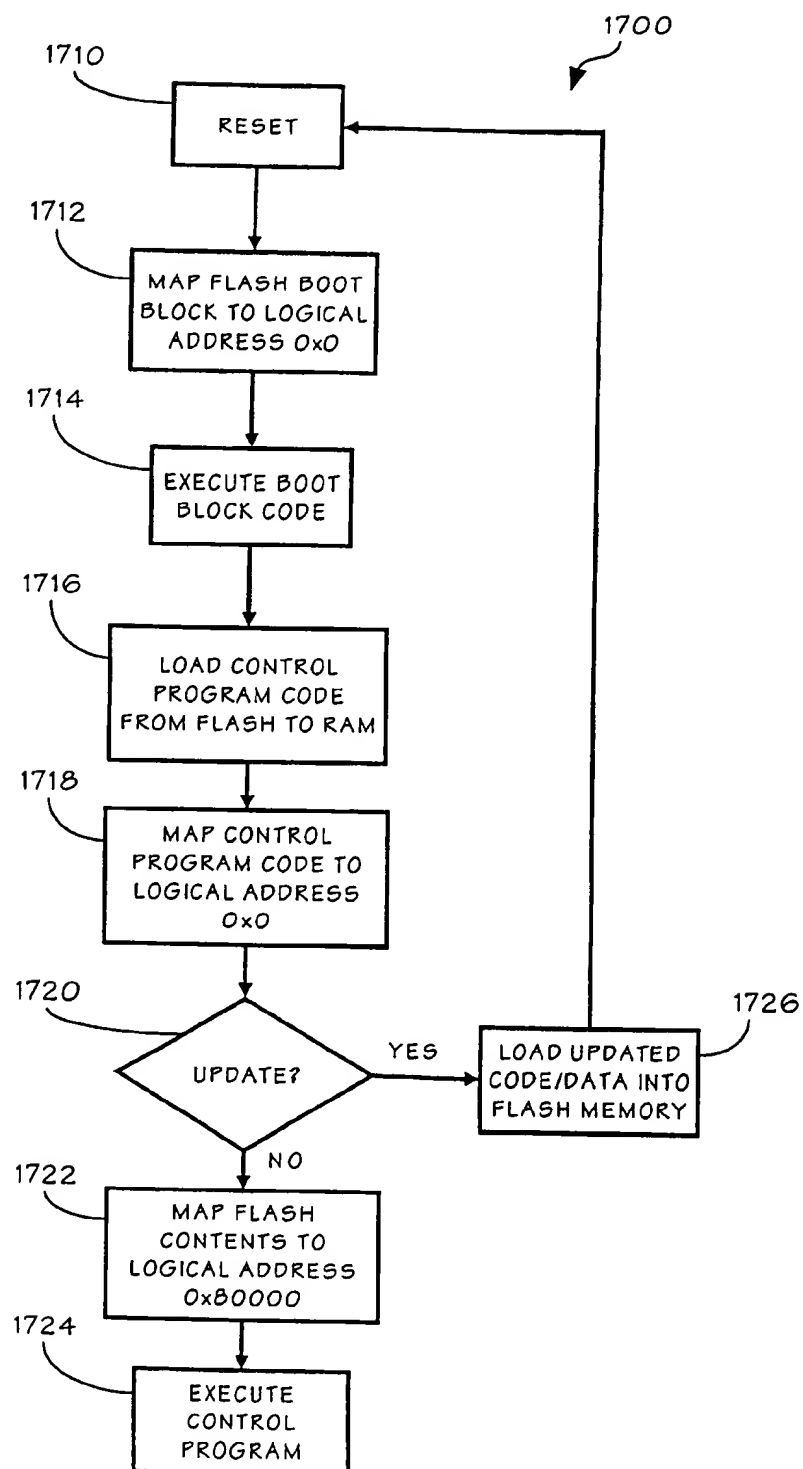 1700
1710
RESET
1712
MAP FLASH BOOT
BLOCK TO LOGICAL
ADDRESS 0x0
1714
EXECUTE BOOT
BLOCK CODE
1716
LOAD CONTROL
PROGRAM CODE
FROM FLASH TO RAM
1718
MAP CONTROL
PROGRAM CODE TO
LOGICAL ADDRESS
0x0
1720
UPDATE?
YES
1726
LOAD UPDATED
CODE/DATA INTO
FLASH MEMORY
NO
1722
MAP FLASH
CONTENTS TO
LOGICAL ADDRESS
0x80000
1724
EXECUTE
CONTROL
PROGRAM